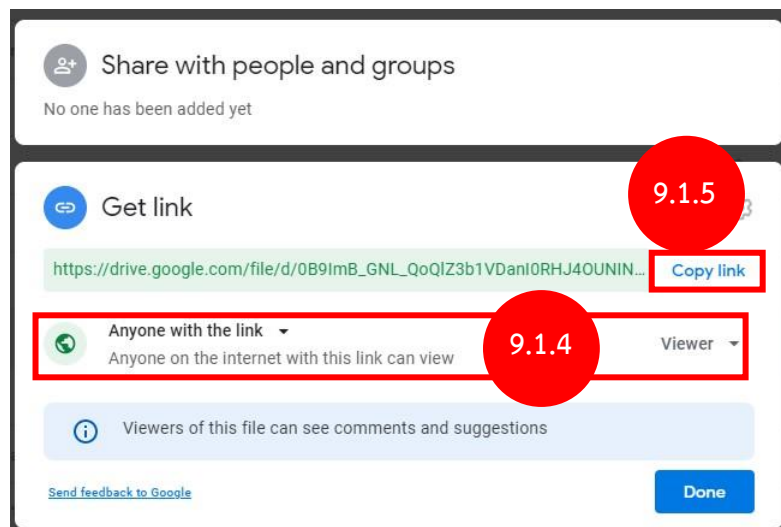 Share with people and groups
No one has been added yet
9.1.5
Get link
https://drive.google.com/file/d/0B9ImB_GNL_QoQlZ3b1VDanI0RHJ4OUNIN... Copy link
Anyone with the link
Anyone on the internet with this link can view
9.1.4
Viewer
Viewers of this file can see comments and suggestions
Send feedback to Google
Done